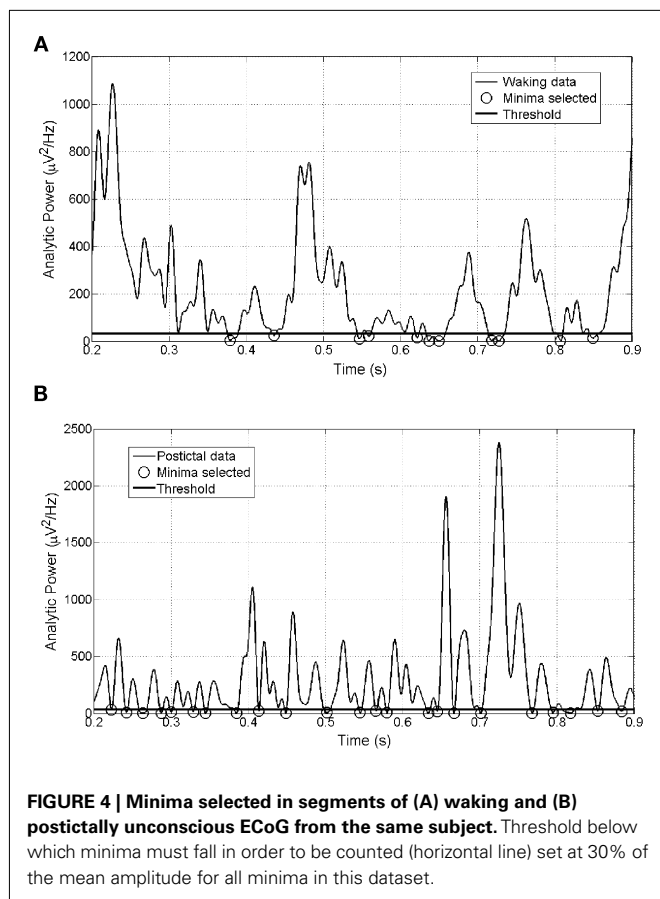 A
1200
1000
800
600
400
200
0
0.2 0.3 0.4 0.5 0.6 0.7 0.8 0.9
Analytic Power (μV²/Hz)
Time (s)
Waking data
Minima selected
Threshold
B
2500
2000
1500
1000
500
0
0.2 0.3 0.4 0.5 0.6 0.7 0.8 0.9
Analytic Power (μV²/Hz)
Time (s)
Postictal data
Minima selected
Threshold
FIGURE 4 | Minima selected in segments of (A) waking and (B)
postictally unconscious ECoG from the same subject. Threshold below
which minima must fall in order to be counted (horizontal line) set at 30% of
the mean amplitude for all minima in this dataset.